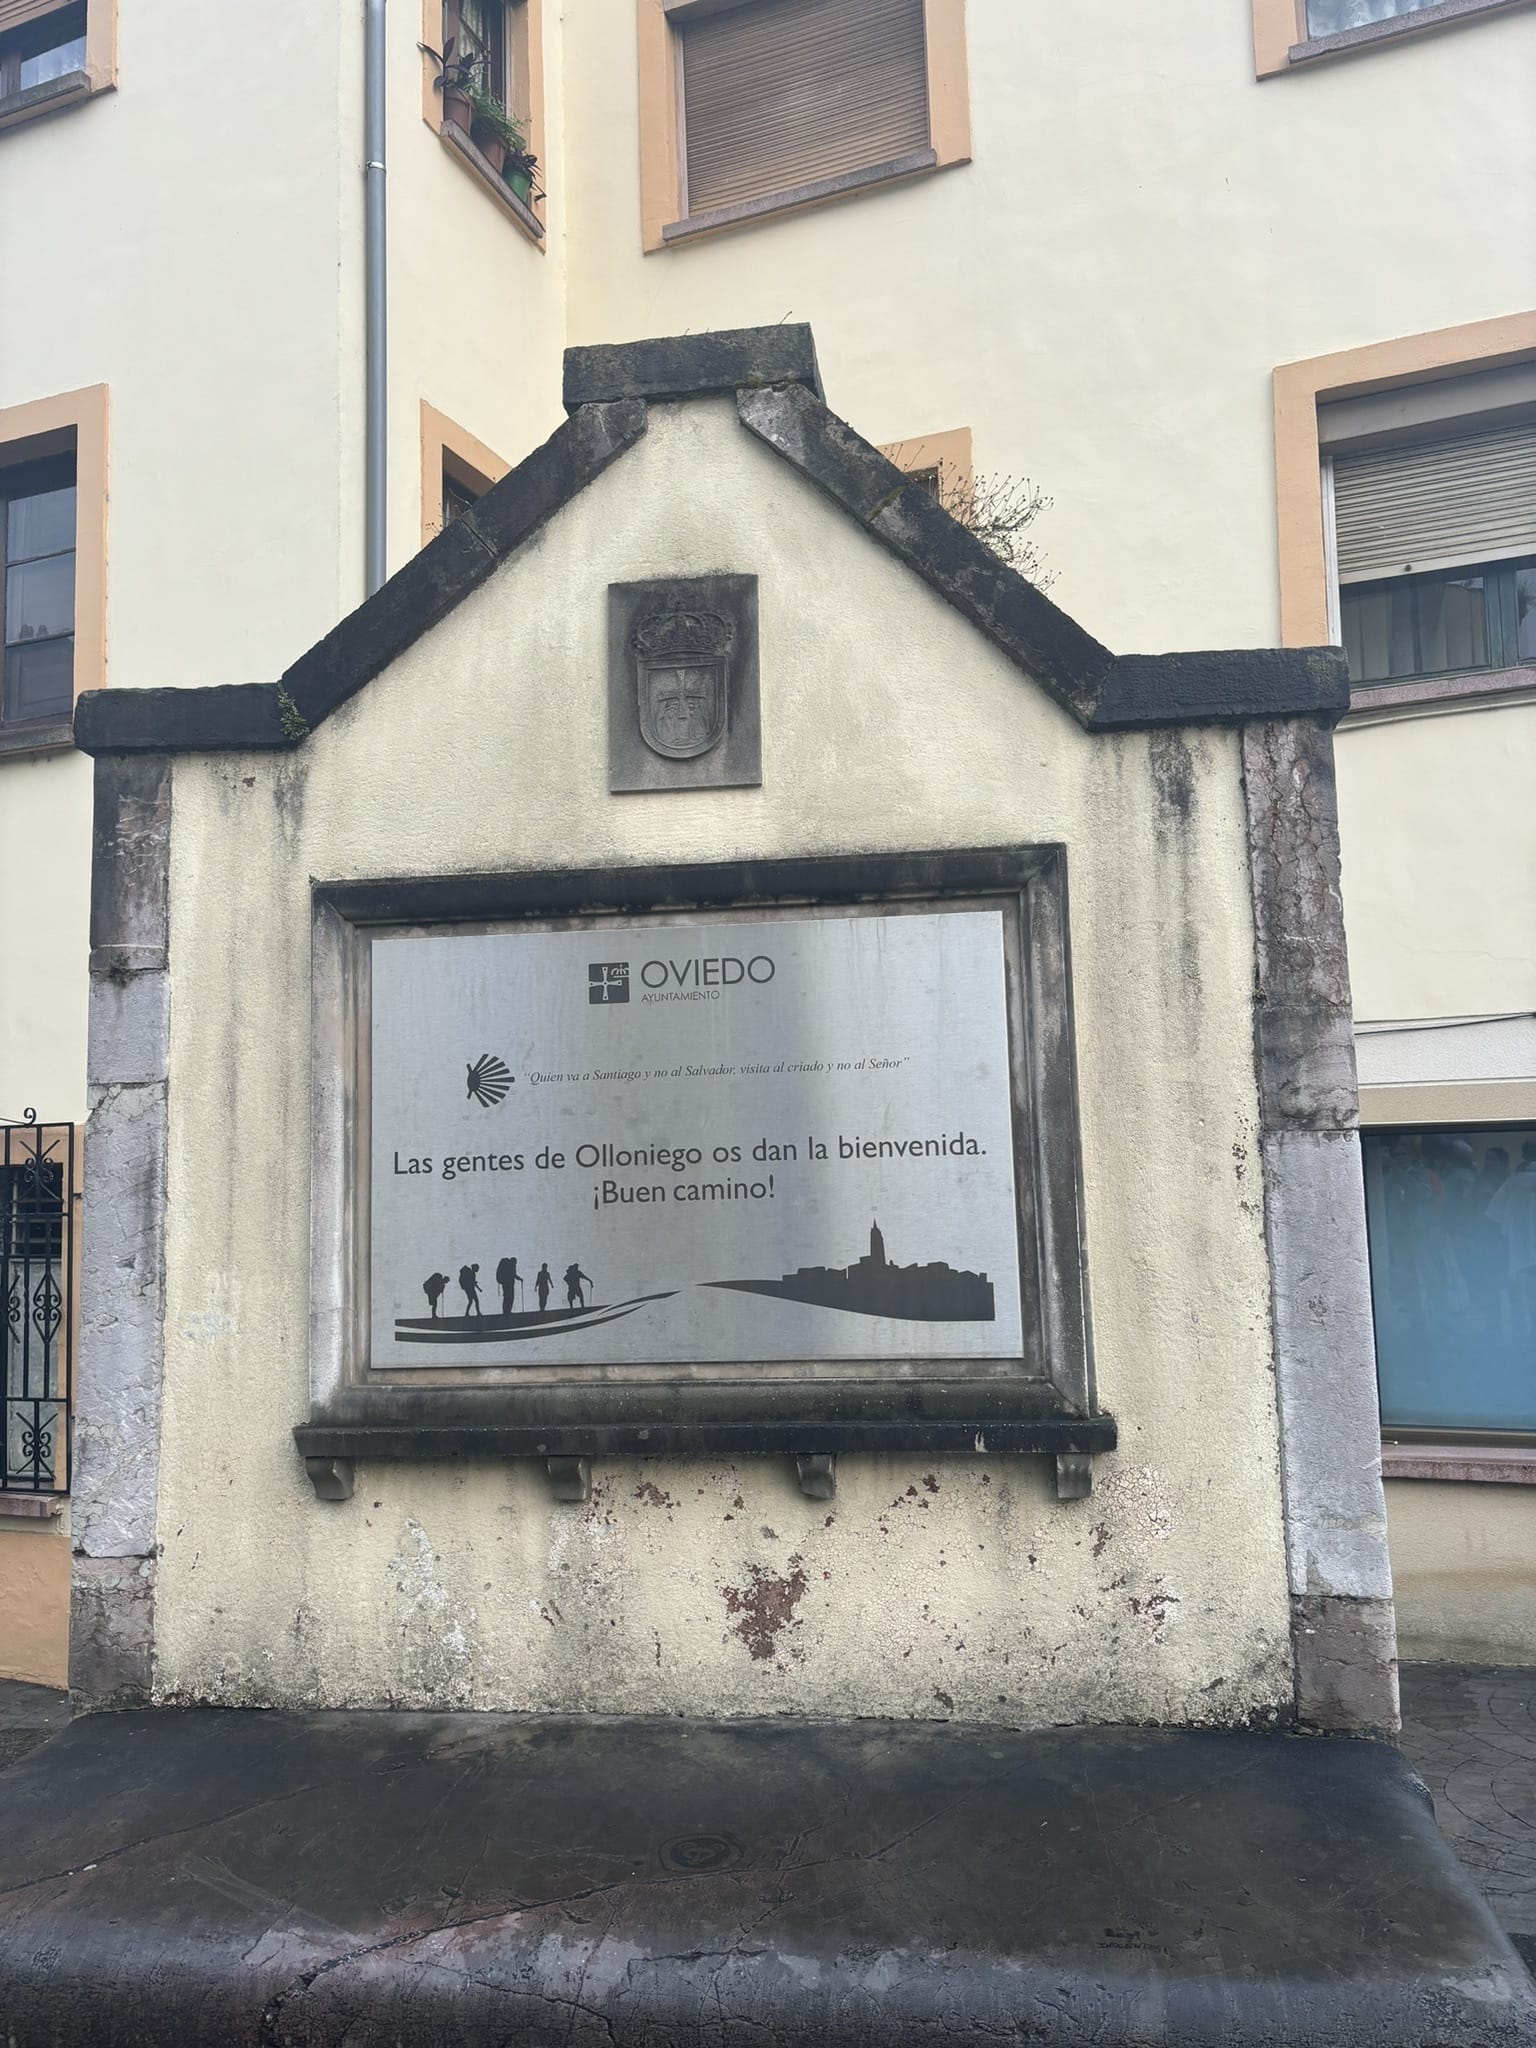 OVIEDO
AYUNTAMIENTO
"Quien va a Santiago y no al Salvador, visita al criado y no al Señor"
Las gentes de Olloniego os dan la bienvenida.
¡Buen camino!